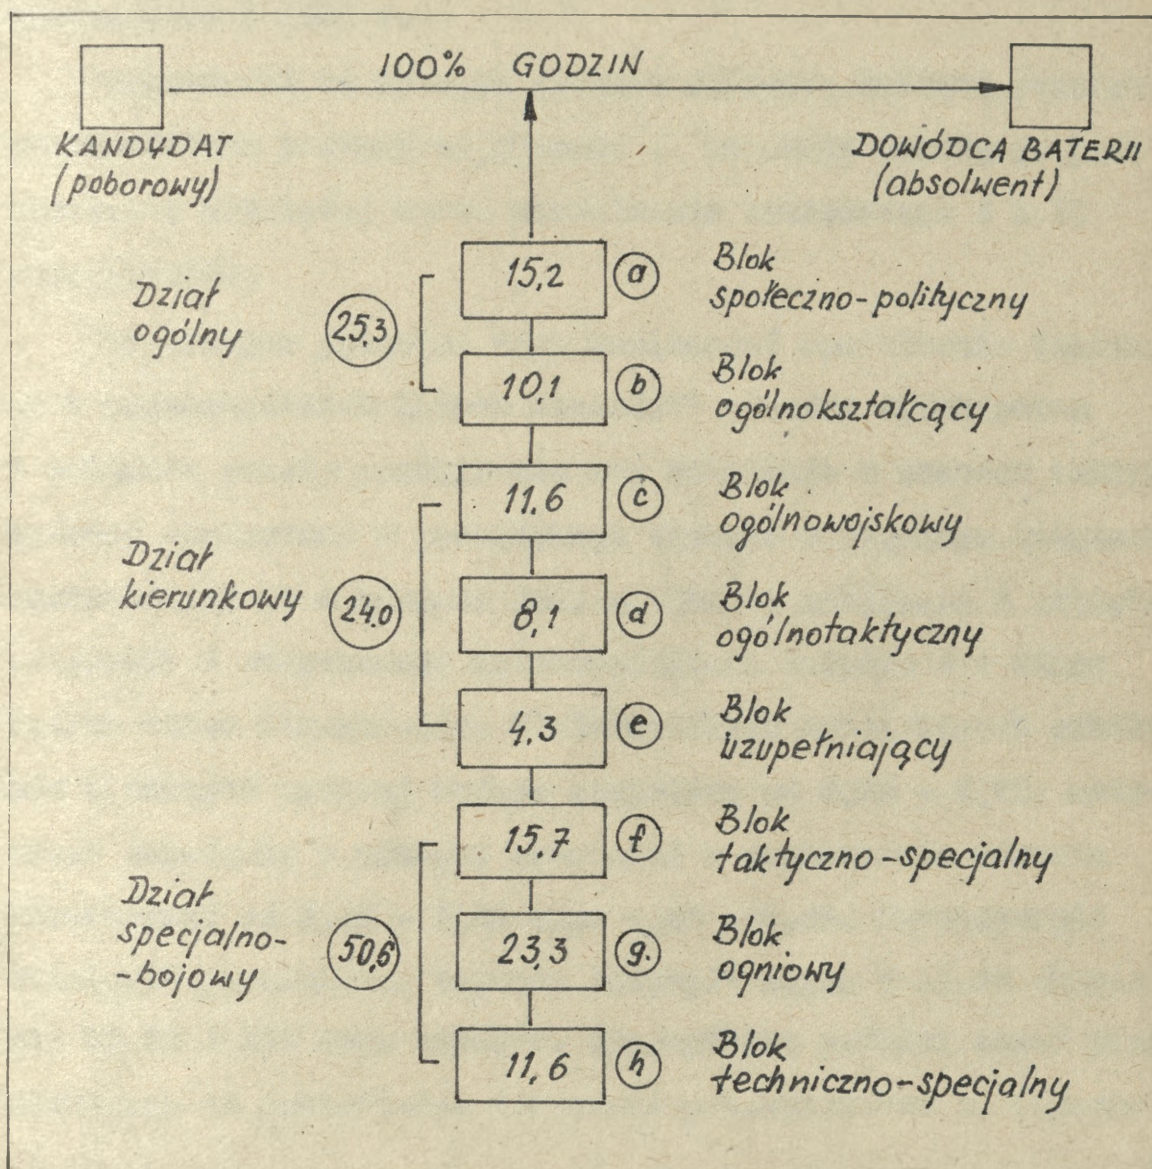 100% GODZIN
KANDYDAT
(poborowy)
DOWÓDCA BATERII
(absolwent)
Dział
ogólny
25,3
15,2
a
Blok
społeczno-polityczny
10,1
b
Blok
ogólnokształcący
Dział
kierunkowy
24.0
11.6
c
Blok
ogólnowojskowy
8,1
d
Blok
ogólnotaktyczny
4.3
e
Blok
uzupełniający
Dział
specjalno-
-bojowy
50,6
15,7
f
Blok
taktyczno-specjalny
23,3
g.
Blok
ogniowy
11,6
h
Blok
techniczno-specjalny